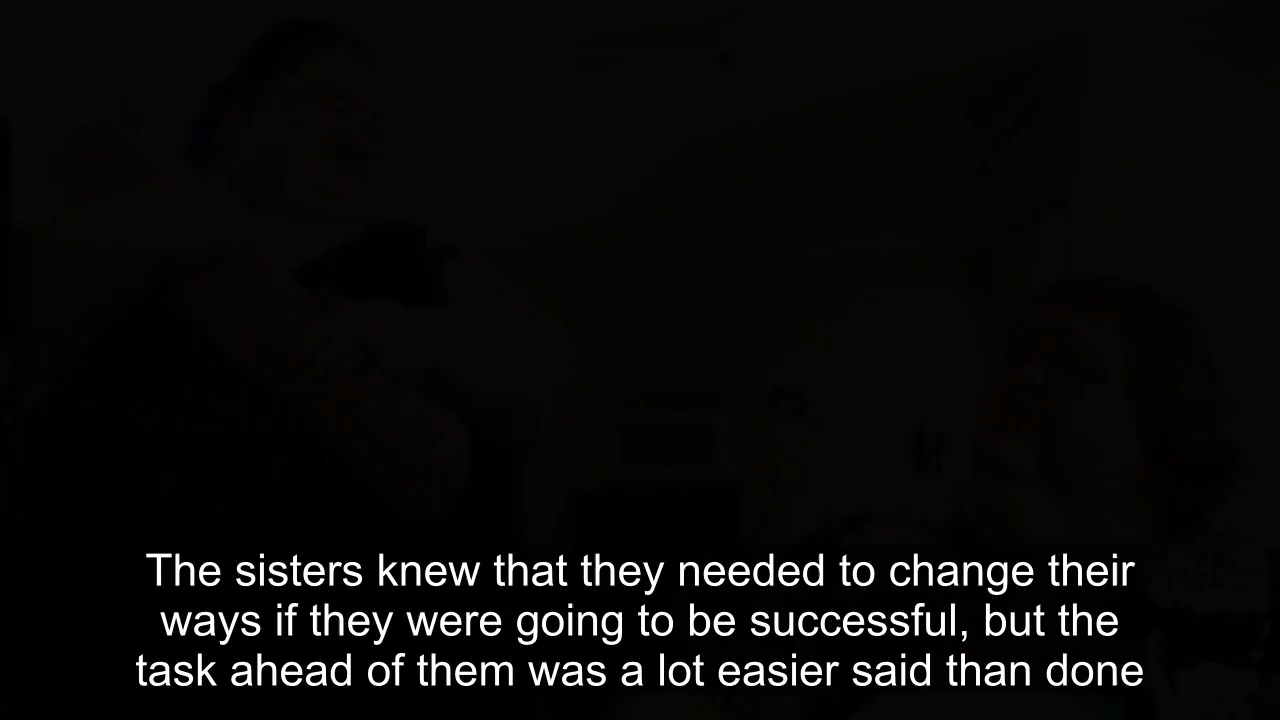 The sisters knew that they needed to change their
ways if they were going to be successful, but the
task ahead of them was a lot easier said than done